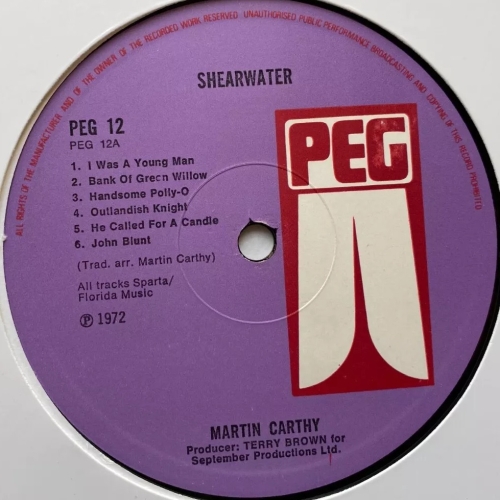 ALL RIGHTS OF THE MANUFACTURER AND OF THE OWNER OF THE RECORDED WORK RESERVED UNAUTHORISED PUBLIC PERFORMANCE BROADCASTING AND COPYING OF THIS RECORD PROHIBITED
SHEARWATER
PEG 12
PEG 12A
1. I Was A Young Man
2. Bank Of Green Willow
3. Handsome Polly-O
4. Outlandish Knight
5. He Called For A Candle
6. John Blunt
(Trad. arr. Martin Carthy)
All tracks Sparta/
Florida Music
℗ 1972
PEG
MARTIN CARTHY
Producer: TERRY BROWN for
September Productions Ltd.